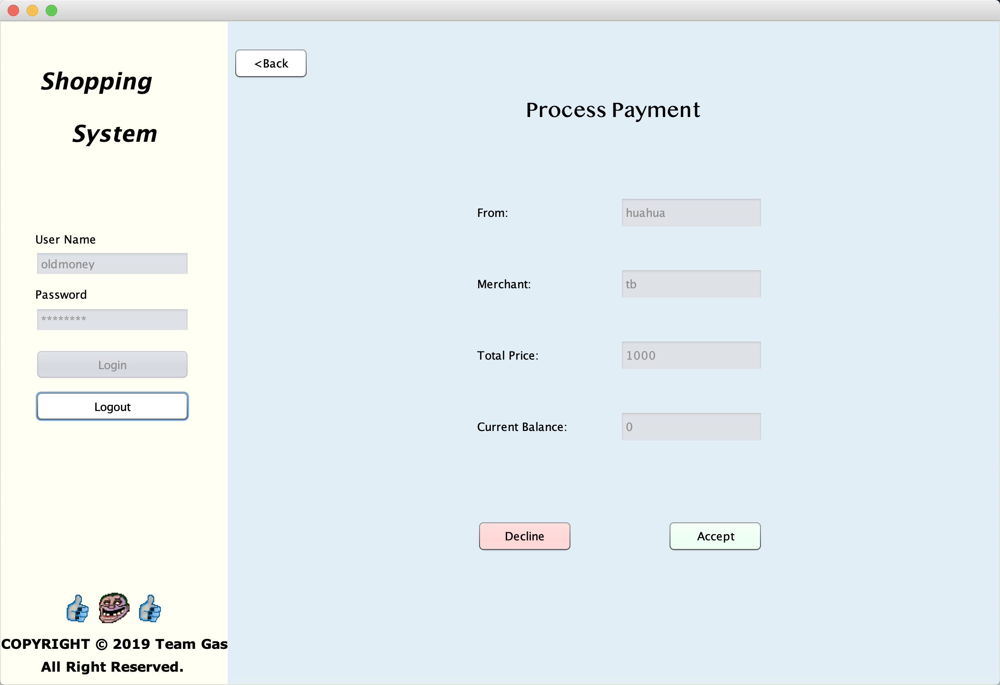 Shopping
System
User Name
oldmoney
Password
********
Login
Logout
COPYRIGHT © 2019 Team Gas
All Right Reserved.
<Back
Process Payment
From:
huahua
Merchant:
tb
Total Price:
1000
Current Balance:
0
Decline
Accept